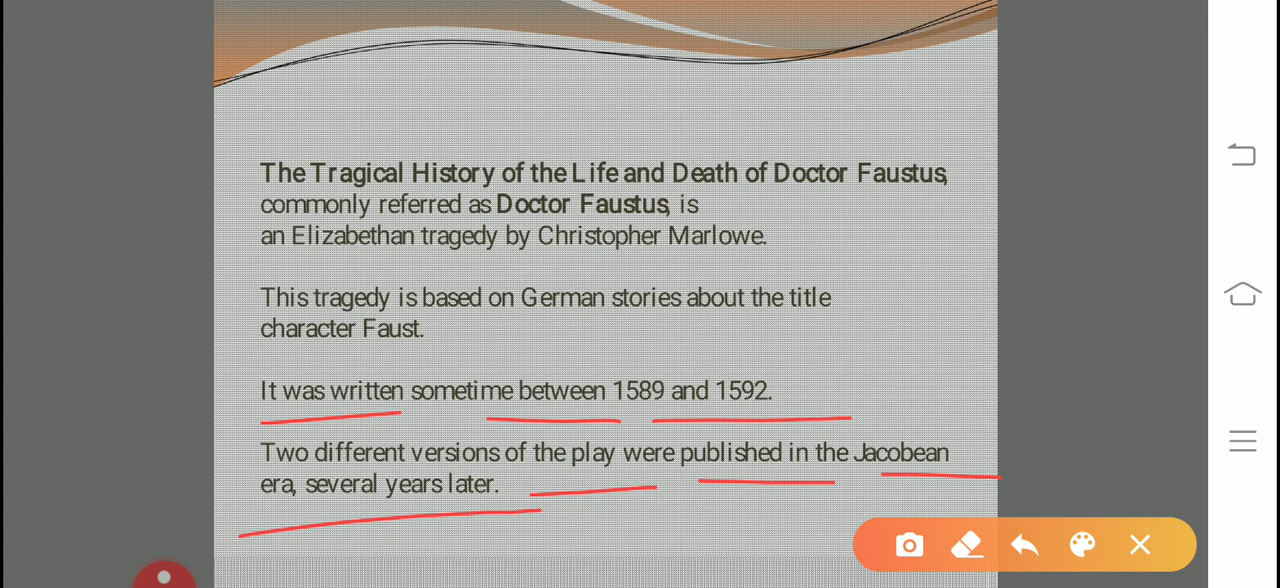 The Tragical History of the Life and Death of Doctor Faustus,
commonly referred as Doctor Faustus, is
an Elizabethan tragedy by Christopher Marlowe.
This tragedy is based on German stories about the title
character Faust.
It was written sometime between 1589 and 1592.
Two different versions of the play were published in the Jacobean
era, several years later.